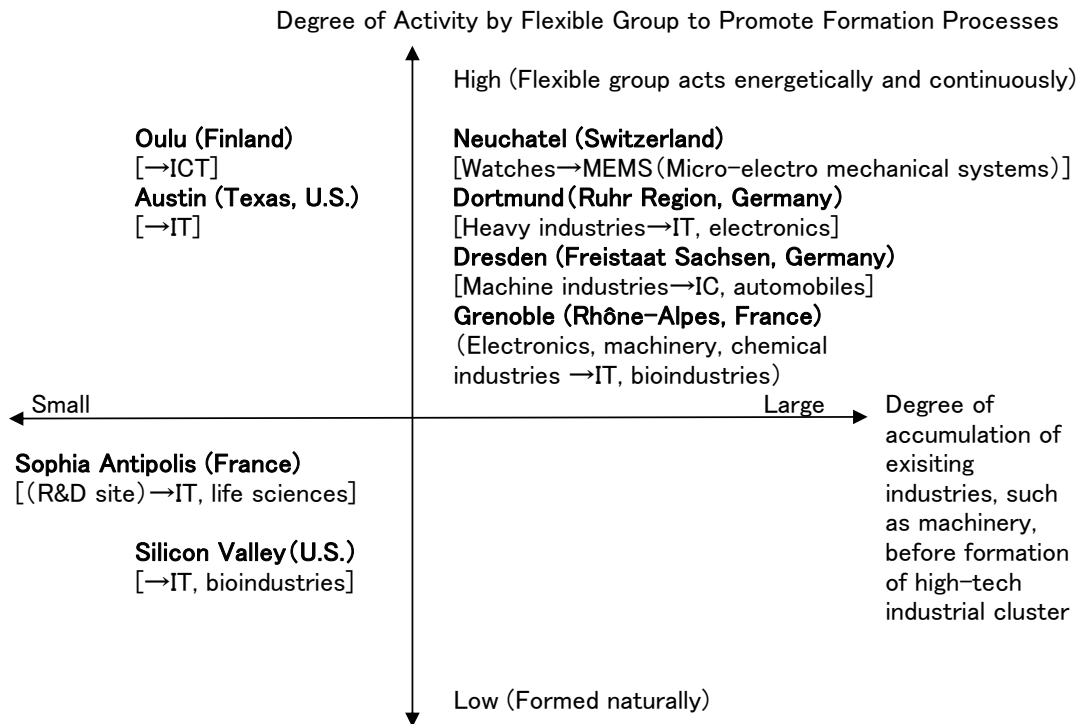 Degree of Activity by Flexible Group to Promote Formation Processes
High (Flexible group acts energetically and continuously)
Oulu (Finland)
[→ICT]
Austin (Texas, U.S.)
[→IT]
Neuchatel (Switzerland)
[Watches→MEMS(Micro-electro mechanical systems)]
Dortmund(Ruhr Region, Germany)
[Heavy industries→IT, electronics]
Dresden (Freistaat Sachsen, Germany)
[Machine industries→IC, automobiles]
Grenoble (Rhône-Alpes, France)
(Electronics, machinery, chemical
industries →IT, bioindustries)
Small
Large
Degree of
accumulation of
exisiting
industries, such
as machinery,
before formation
of high-tech
industrial cluster
Sophia Antipolis (France)
[(R&D site)→IT, life sciences]
Silicon Valley(U.S.)
[→IT, bioindustries]
Low (Formed naturally)